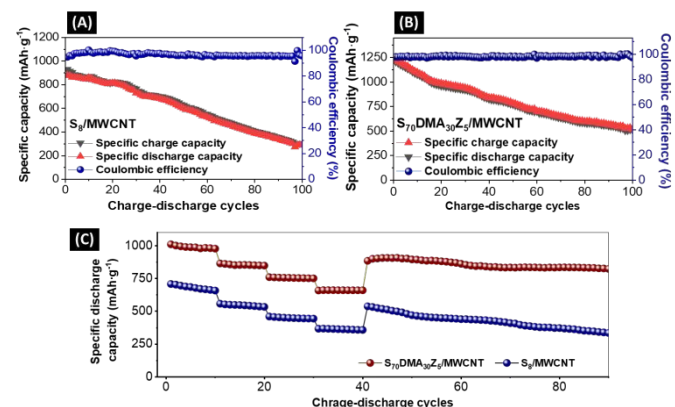 (A)
Specific capacity (mAh·g⁻¹)
1200
1000
800
600
400
200
0
S₈/MWCNT
Specific charge capacity
Specific discharge capacity
Coulombic efficiency
100
80
60
40
20
0
Coulombic efficiency (%)
0 20 40 60 80 100
Charge-discharge cycles
(B)
Specific capacity (mAh·g⁻¹)
1250
1000
750
500
250
0
S₇₀DMA₃₀Z₅/MWCNT
Specific charge capacity
Specific discharge capacity
Coulombic efficiency
100
80
60
40
20
0
Coulombic efficiency (%)
0 20 40 60 80 100
Charge-discharge cycles
(C)
Specific discharge
capacity (mAh·g⁻¹)
1000
750
500
250
0
S₇₀DMA₃₀Z₅/MWCNT S₈/MWCNT
0 20 40 60 80
Chrage-discharge cycles